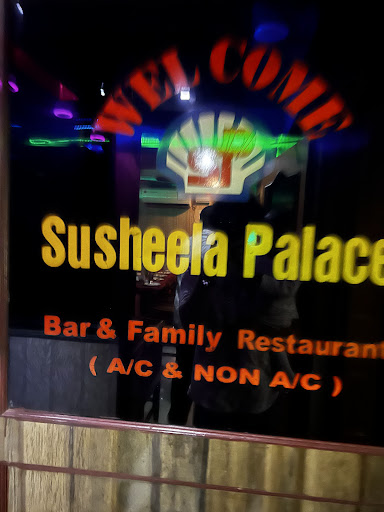 WEL COME
SP
Susheela Palace
Bar & Family Restaurant
( A/C & NON A/C )